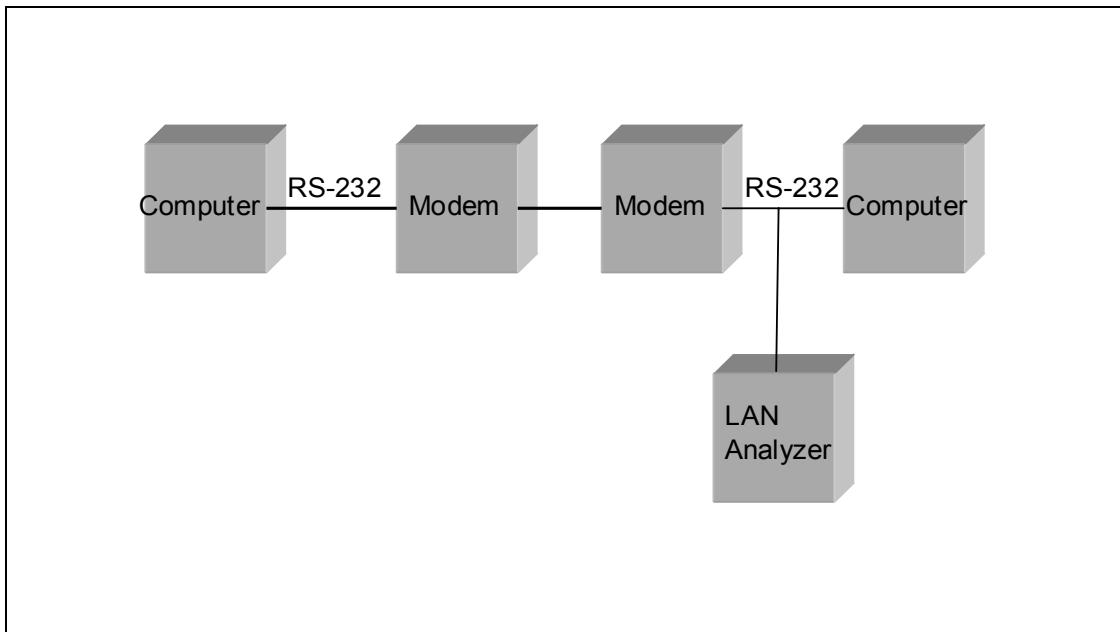 RS-232
RS-232
Computer
Modem
Modem
Computer
LAN
Analyzer